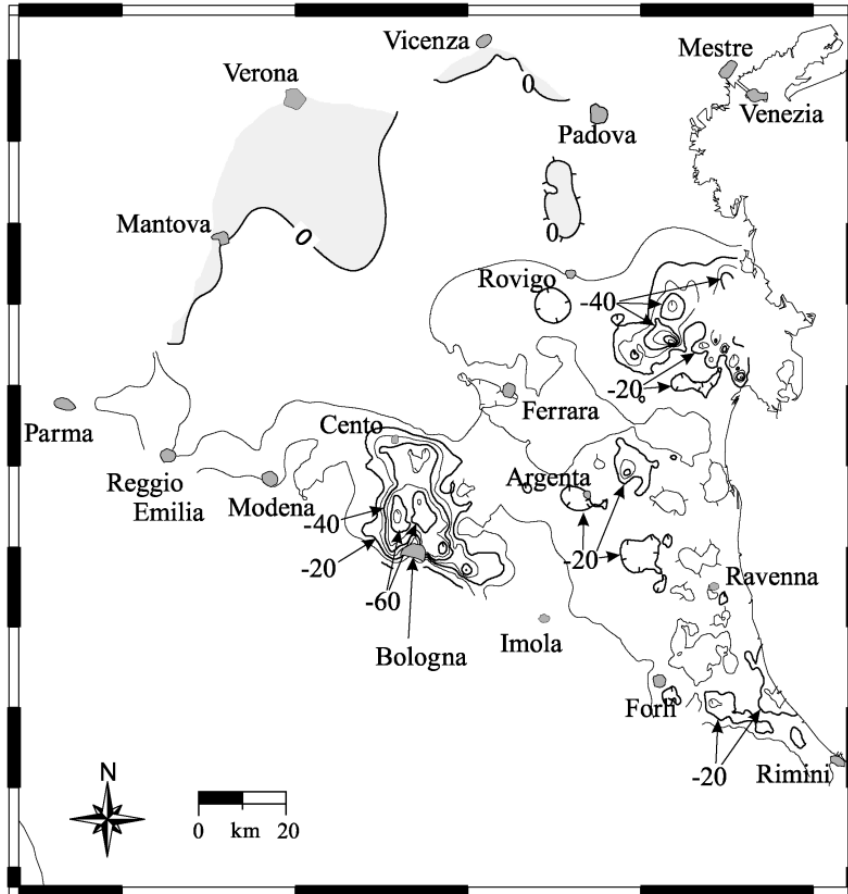 Vicenza
Mestre
Verona
0
Venezia
Padova
Mantova
0
0
Rovigo
-40
-20
Parma
Ferrara
Cento
Reggio
Emilia
Modena
Argenta
-40
-20
-20
-60
Ravenna
Bologna
Imola
Forlì
-20
Rimini
N
0 km 20